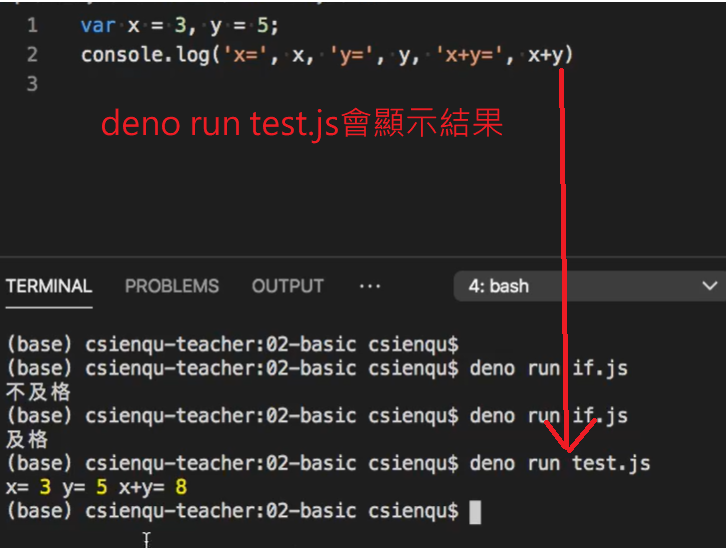 1 var x = 3, y = 5;
2 console.log('x=', x, 'y=', y, 'x+y=', x+y)
3
deno run test.js會顯示結果
TERMINAL PROBLEMS OUTPUT ··· 4: bash
(base) csienqu-teacher:02-basic csienqu$
(base) csienqu-teacher:02-basic csienqu$ deno run if.js
不及格
(base) csienqu-teacher:02-basic csienqu$ deno run if.js
及格
(base) csienqu-teacher:02-basic csienqu$ deno run test.js
x= 3 y= 5 x+y= 8
(base) csienqu-teacher:02-basic csienqu$